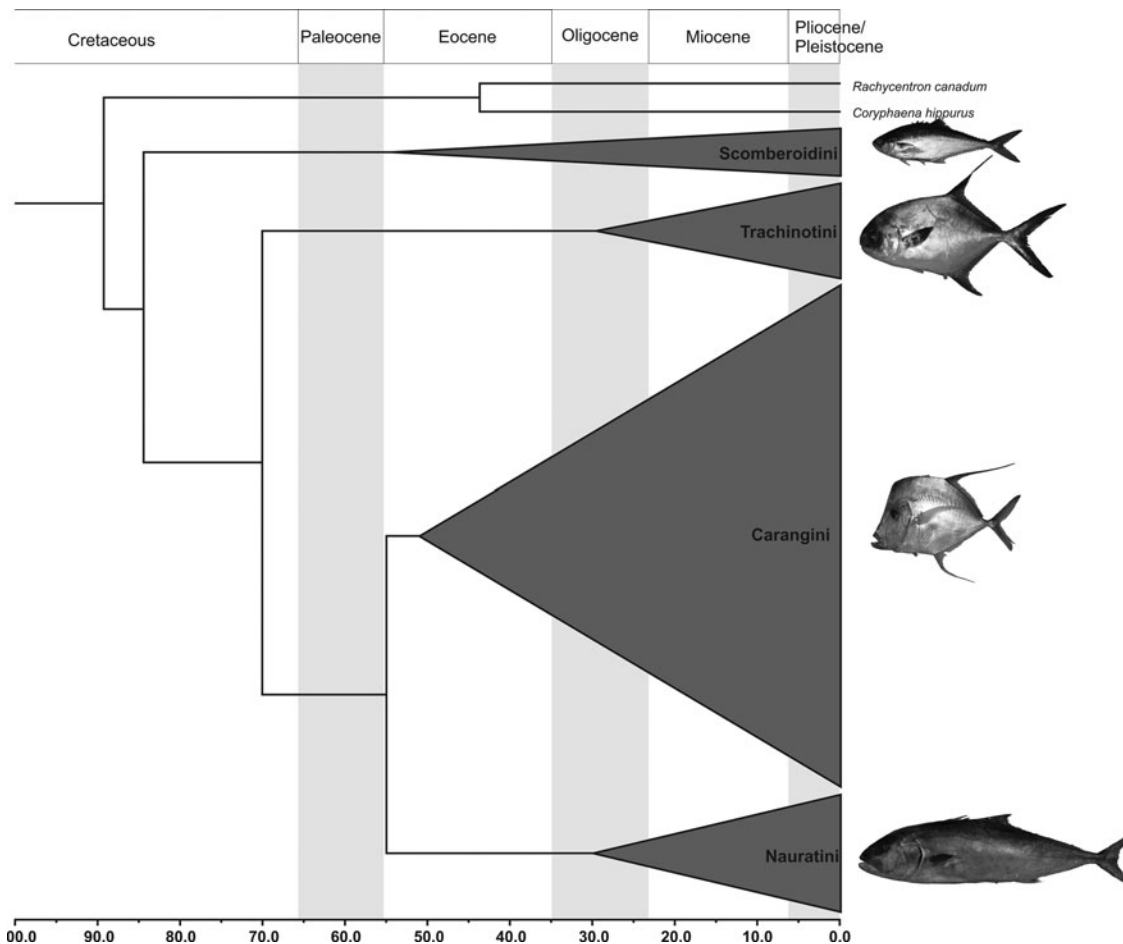 Cretaceous
Paleocene
Eocene
Oligocene
Miocene
Pliocene/
Pleistocene
Rachycentron canadum
Coryphaena hippurus
Scomberoidini
Trachinotini
Carangini
Nauratini
00.0 90.0 80.0 70.0 60.0 50.0 40.0 30.0 20.0 10.0 0.0